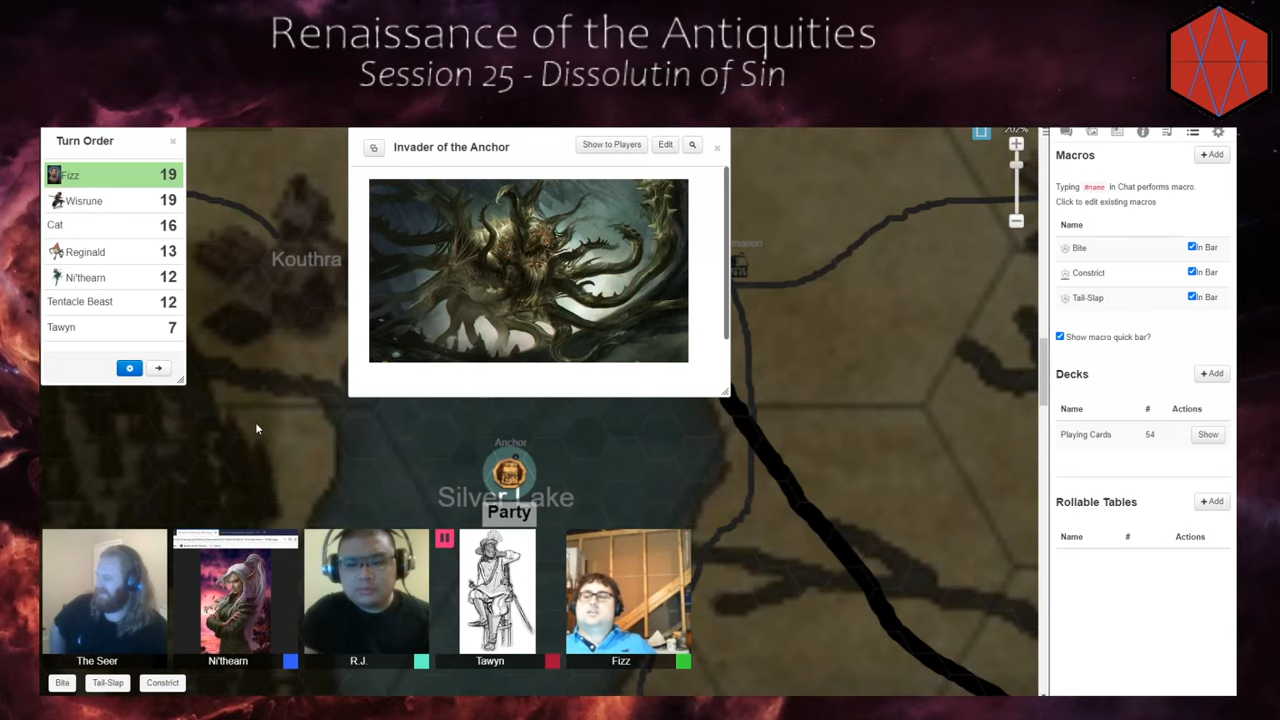 Renaissance of the Antiquities
Session 25 - Dissolutin of Sin
Turn Order
Fizz 19
Wisrune 19
Cat 16
Reginald 13
Ni'thearn 12
Tentacle Beast 12
Tawyn 7
Invader of the Anchor
Show to Players
Edit
Kouthra
Anchor
Silver Lake
Party
202%
Macros
+ Add
Typing #name in Chat performs macro.
Click to edit existing macros
Name
Bite In Bar
Constrict In Bar
Tail-Slap In Bar
Show macro quick bar?
Decks
+ Add
Name # Actions
Playing Cards 54 Show
Rollable Tables
+ Add
Name # Actions
The Seer
Ni'thearn
R.J.
Tawyn
Fizz
Bite
Tail-Slap
Constrict